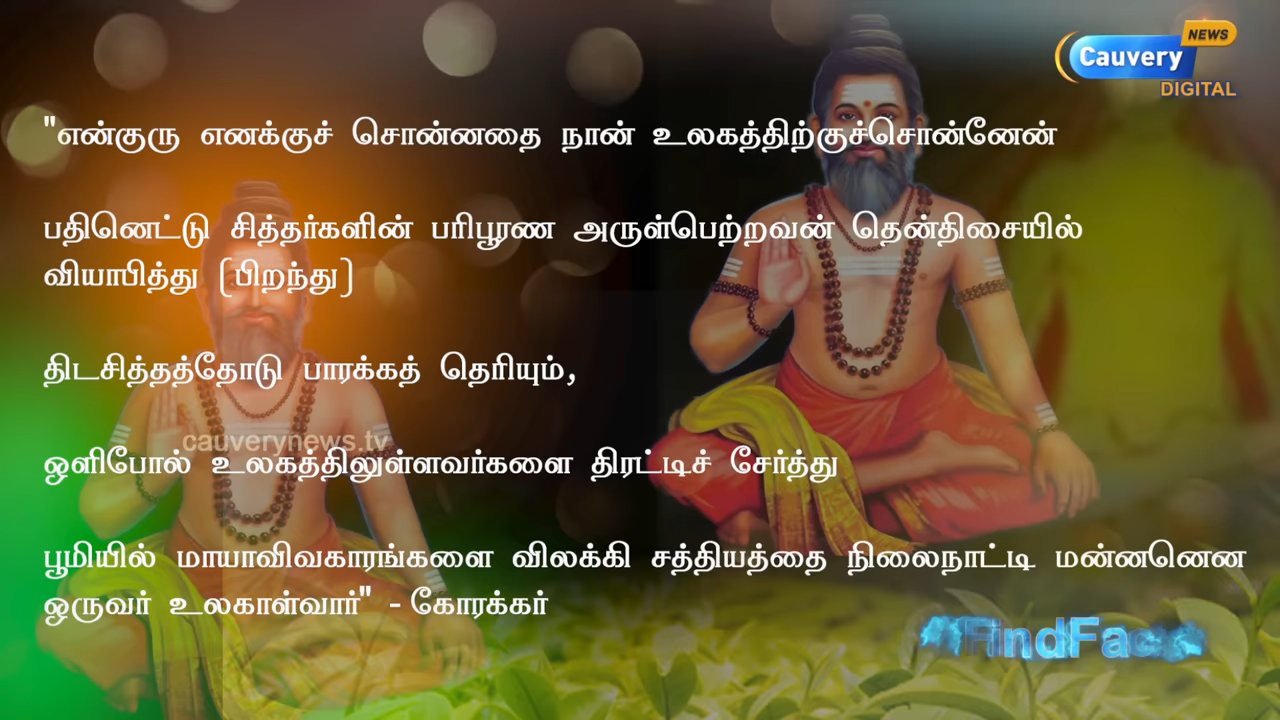 Cauvery NEWS
DIGITAL
"என்குரு எனக்குச் சொன்னதை நான் உலகத்திற்குச்சொன்னேன்
பதினெட்டு சித்தர்களின் பரிபூரண அருள்பெற்றவன் தென்திசையில்
வியாபித்து (பிறந்து)
திடசித்தத்தோடு பாரக்கத் தெரியும்,
cauverynews.tv
ஒளிபோல் உலகத்திலுள்ளவர்களை திரட்டிச் சேர்த்து
பூமியில் மாயாவிவகாரங்களை விலக்கி சத்தியத்தை நிலைநாட்டி மன்னனென
ஒருவர் உலகாள்வார்" - கோரக்கர்